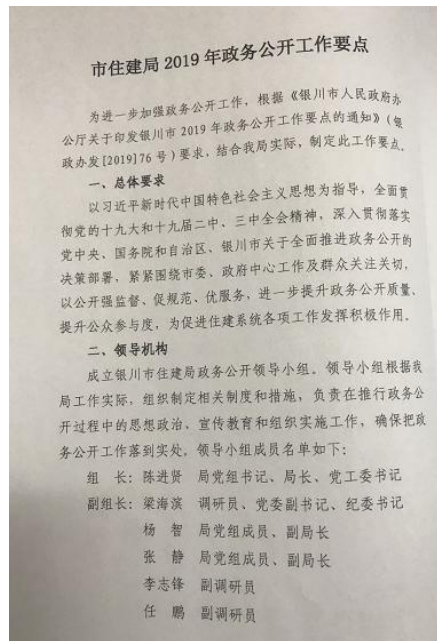 市住建局2019年政务公开工作要点
为进一步加强政务公开工作，根据《银川市人民政府办
公厅关于印发银川市2019年政务公开工作要点的通知》（银
政办发[2019]76号）要求，结合我局实际，制定此工作要点。
一、总体要求
以习近平新时代中国特色社会主义思想为指导，全面贯
彻党的十九大和十九届二中、三中全会精神，深入贯彻落实
党中央、国务院和自治区、银川市关于全面推进政务公开的
决策部署，紧紧围绕市委、政府中心工作及群众关注关切，
以公开强监督、促规范、优服务，进一步提升政务公开质量、
提升公众参与度，为促进住建系统各项工作发挥积极作用。
二、领导机构
成立银川市住建局政务公开领导小组。领导小组根据我
局工作实际，组织制定相关制度和措施，负责在推行政务公
开过程中的思想政治、宣传教育和组织实施工作，确保把政
务公开工作落到实处，领导小组成员名单如下：
组 长：陈进贤 局党组书记、局长、党工委书记
副组长：梁海滨 调研员、党委副书记、纪委书记
杨 智 局党组成员、副局长
张 静 局党组成员、副局长
李志锋 副调研员
任 鹏 副调研员